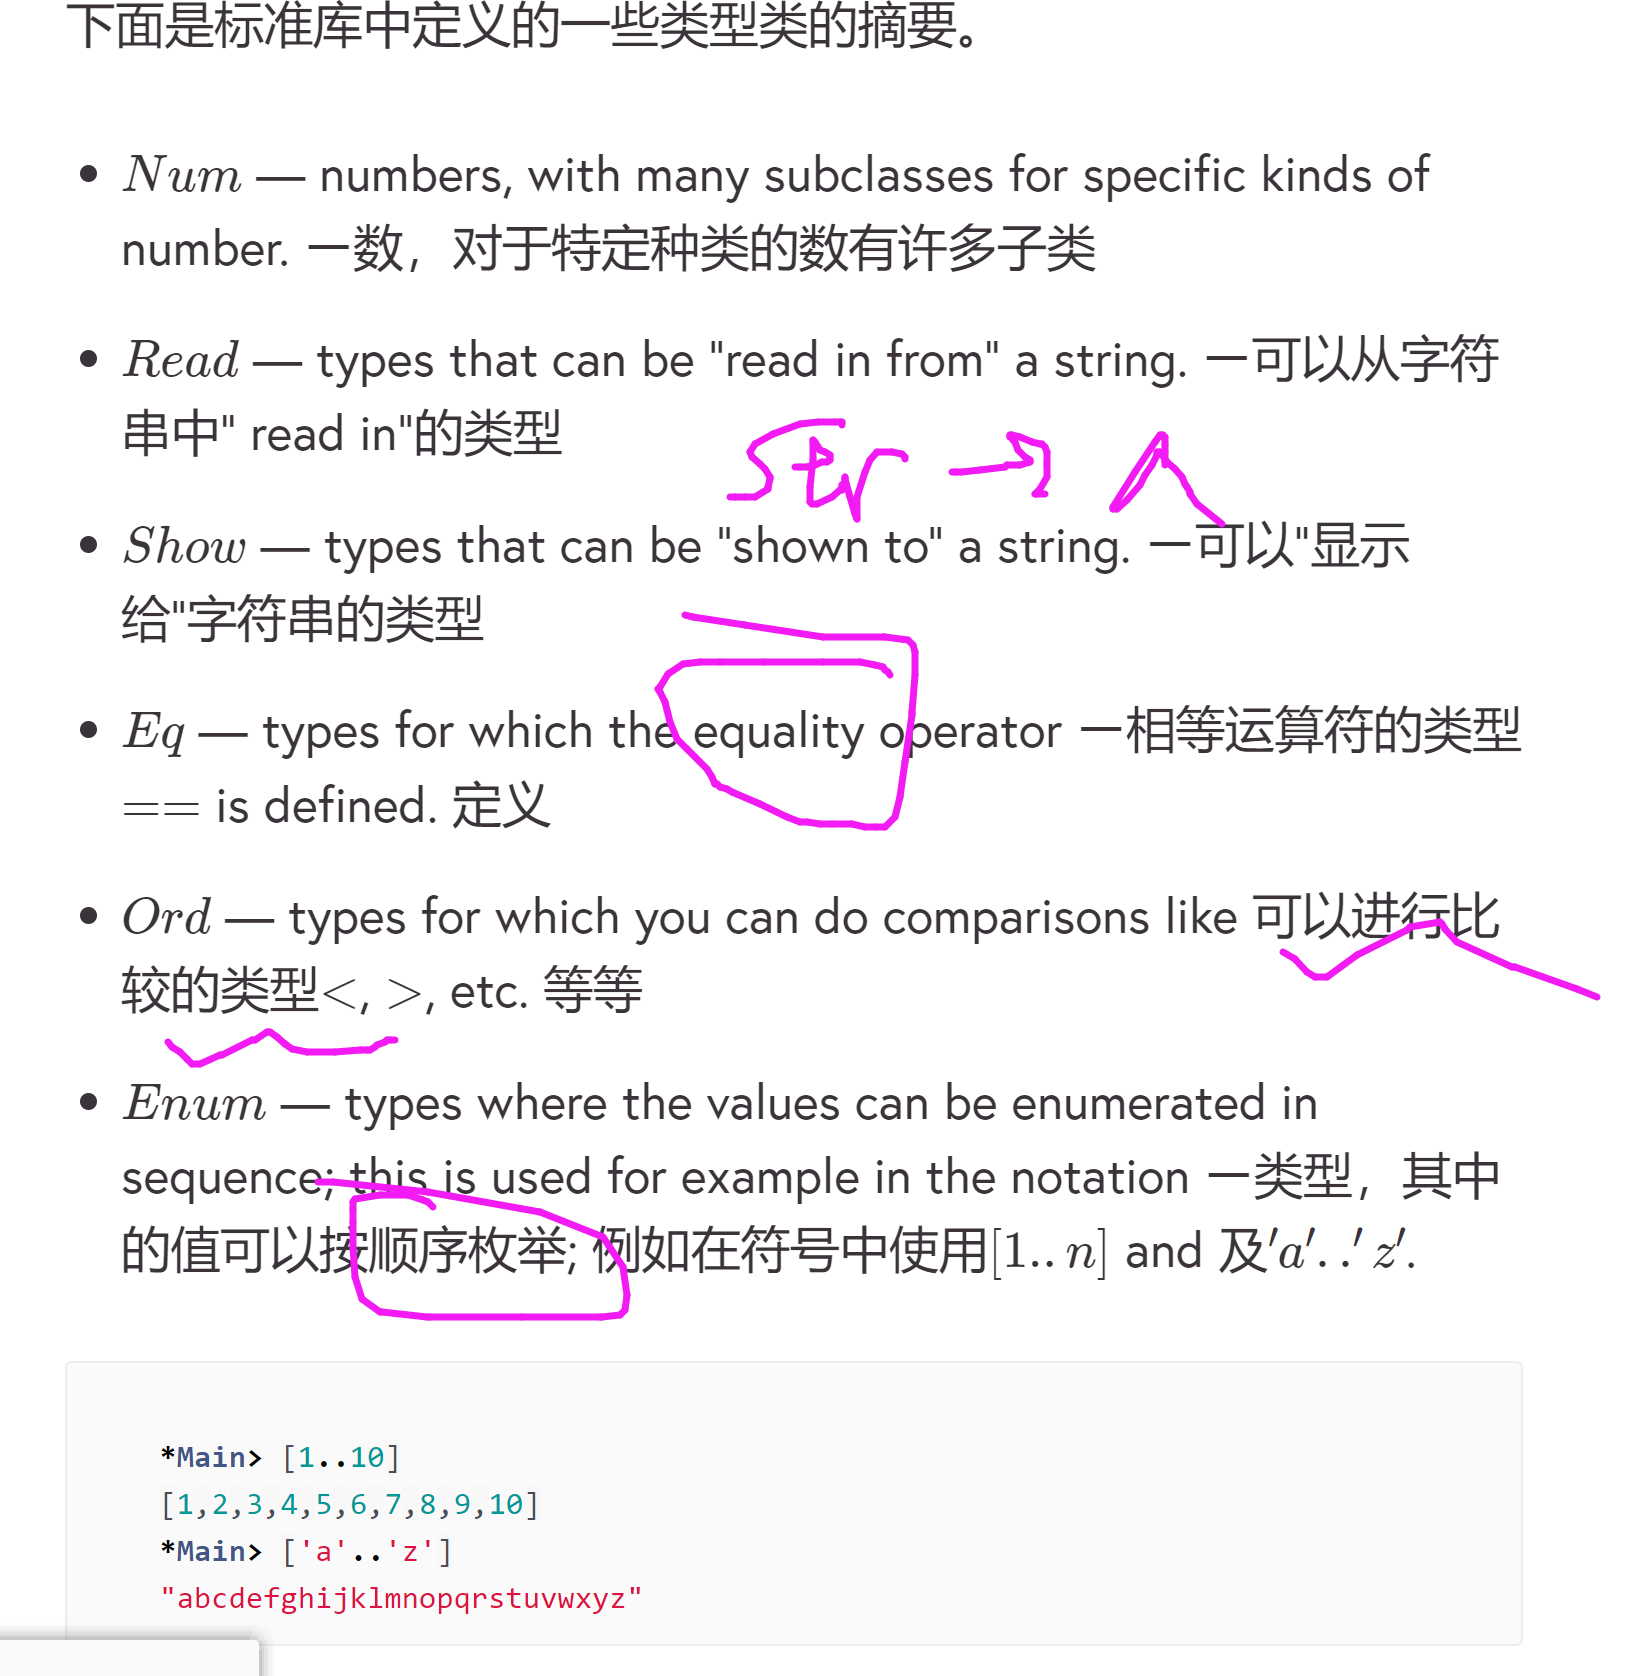 下面是标准库中定义的一些类型类的摘要。
• Num — numbers, with many subclasses for specific kinds of
number. 一数，对于特定种类的数有许多子类
• Read — types that can be "read in from" a string. 一可以从字符
串中" read in"的类型
Str →
• Show — types that can be "shown to" a string. 一可以"显示
给"字符串的类型
• Eq — types for which the equality operator 一相等运算符的类型
== is defined. 定义
• Ord — types for which you can do comparisons like 可以进行比
较的类型<, >, etc. 等等
• Enum — types where the values can be enumerated in
sequence; this is used for example in the notation 一类型，其中
的值可以按顺序枚举; 例如在符号中使用[1..n] and 及'a'..'z'.
*Main> [1..10]
[1,2,3,4,5,6,7,8,9,10]
*Main> ['a'..'z']
"abcdefghijklmnopqrstuvwxyz"